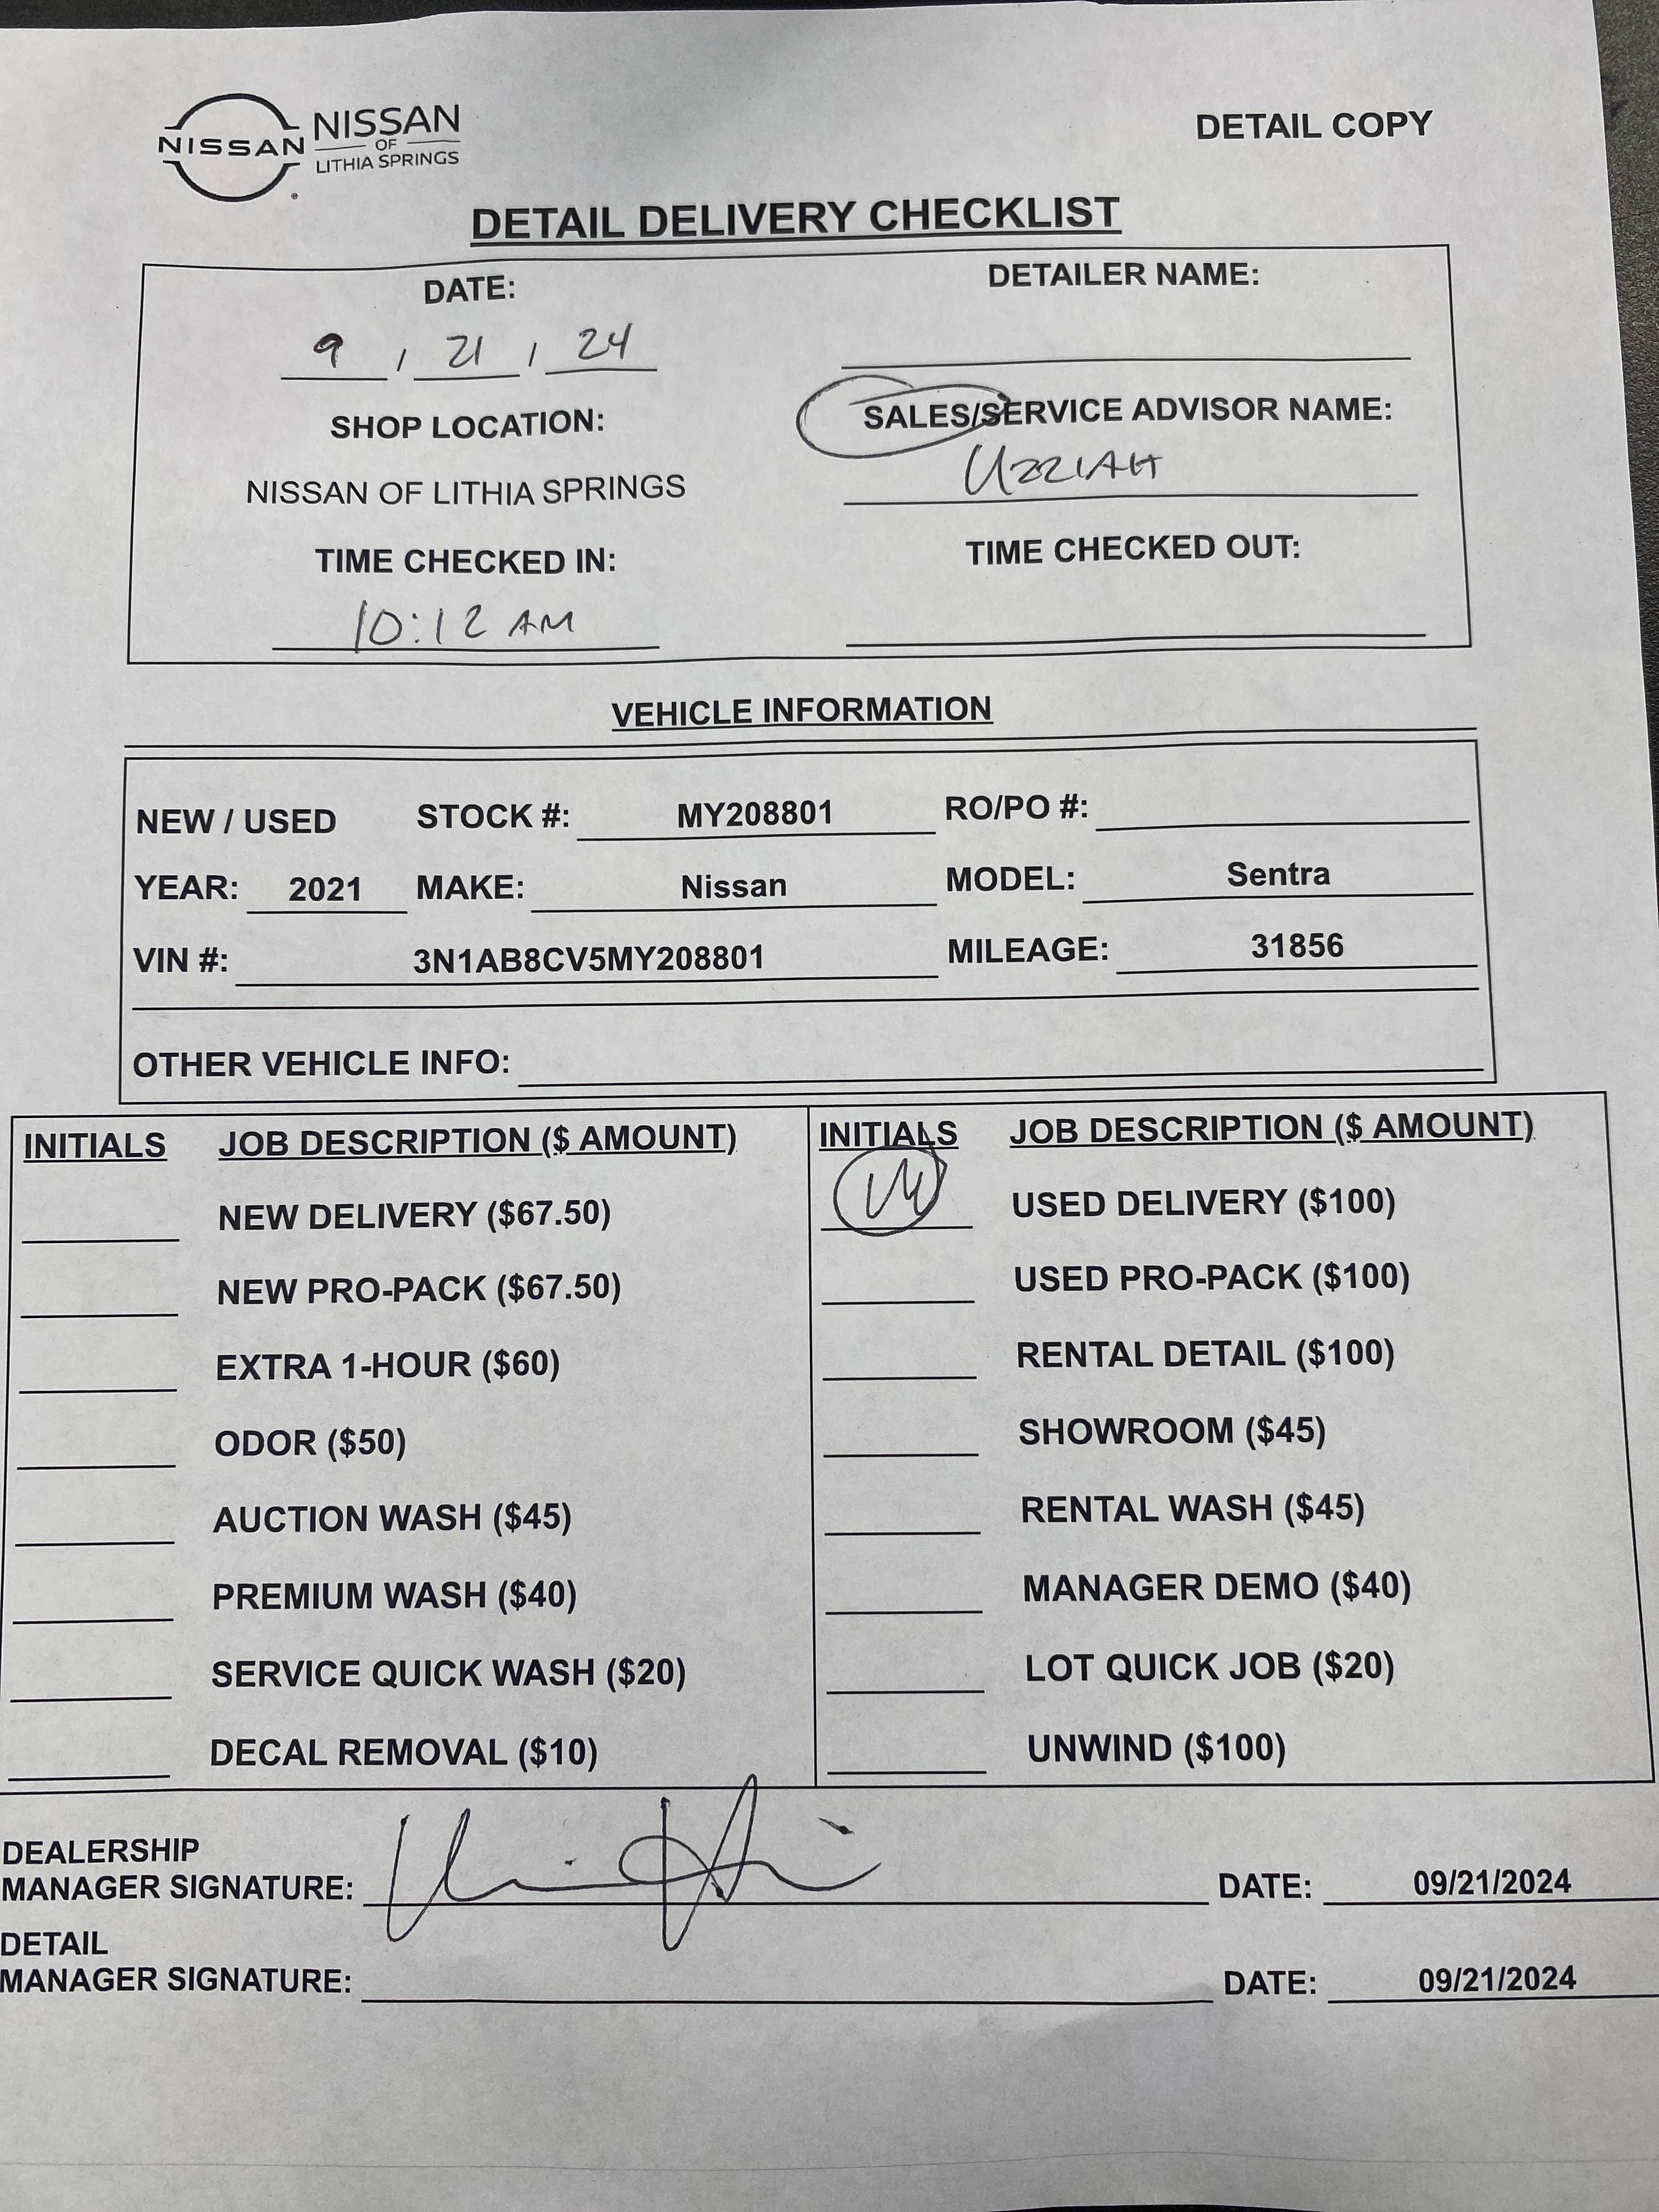 NISSAN NISSAN
OF
LITHIA SPRINGS
DETAIL COPY
DETAIL DELIVERY CHECKLIST
DATE:
9 / 21 / 24
DETAILER NAME:
SHOP LOCATION:
NISSAN OF LITHIA SPRINGS
SALES/SERVICE ADVISOR NAME:
UZZIAH
TIME CHECKED IN:
10:12 AM
TIME CHECKED OUT:
VEHICLE INFORMATION
NEW / USED STOCK #: MY208801 RO/PO #:
YEAR: 2021 MAKE: Nissan MODEL: Sentra
VIN #: 3N1AB8CV5MY208801 MILEAGE: 31856
OTHER VEHICLE INFO:
INITIALS JOB DESCRIPTION ($ AMOUNT)
NEW DELIVERY ($67.50)
NEW PRO-PACK ($67.50)
EXTRA 1-HOUR ($60)
ODOR ($50)
AUCTION WASH ($45)
PREMIUM WASH ($40)
SERVICE QUICK WASH ($20)
DECAL REMOVAL ($10)
INITIALS JOB DESCRIPTION ($ AMOUNT)
USED DELIVERY ($100)
USED PRO-PACK ($100)
RENTAL DETAIL ($100)
SHOWROOM ($45)
RENTAL WASH ($45)
MANAGER DEMO ($40)
LOT QUICK JOB ($20)
UNWIND ($100)
DEALERSHIP
MANAGER SIGNATURE: DATE: 09/21/2024
DETAIL
MANAGER SIGNATURE: DATE: 09/21/2024